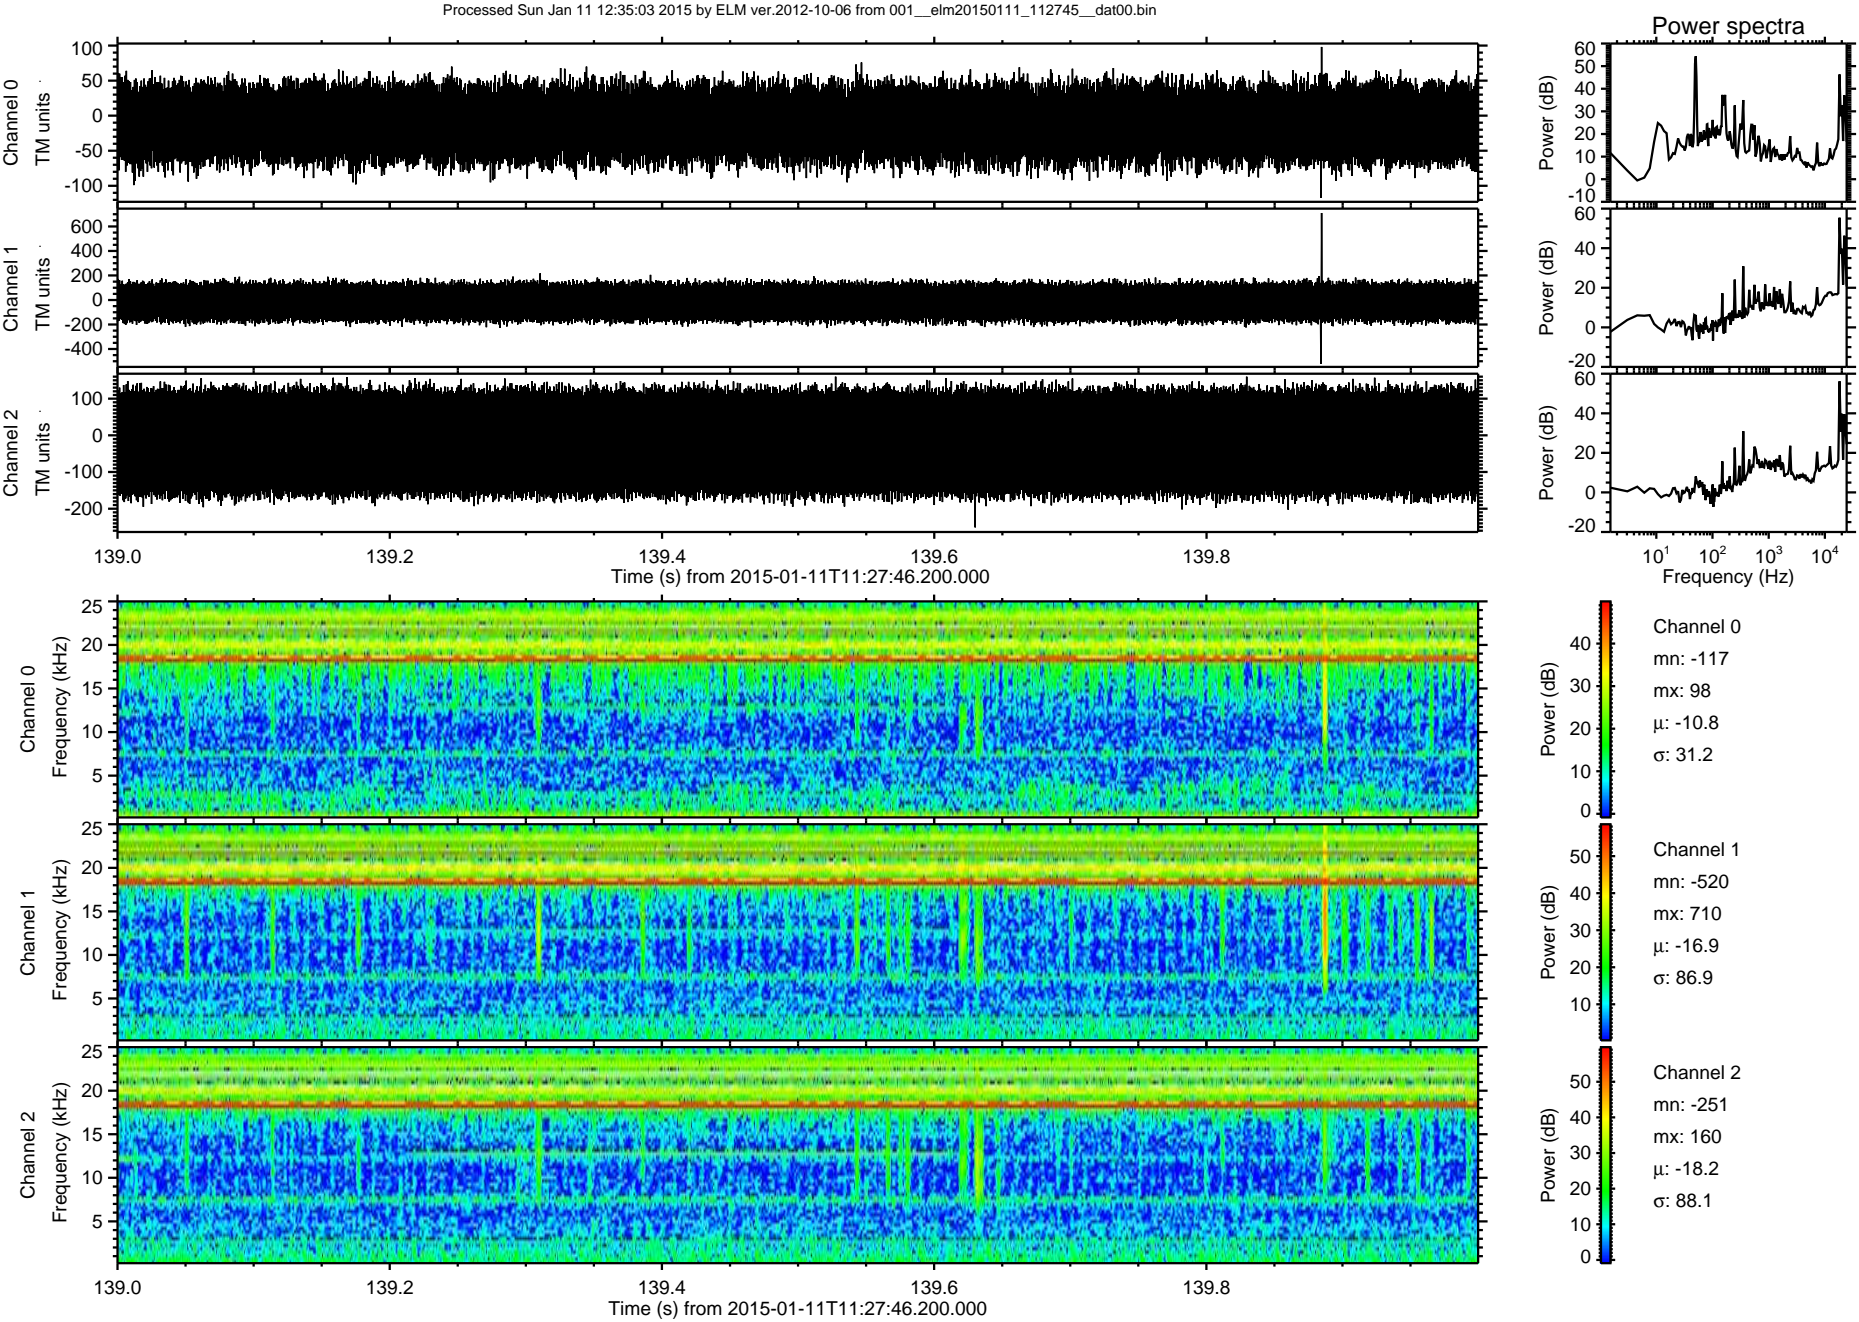 Processed Sun Jan 11 12:35:03 2015 by ELM ver.2012-10-06 from 001__elm20150111_112745__dat00.bin
Power spectra
Channel 0
TM units
100
50
0
-50
-100
Power (dB)
60
50
40
30
20
10
0
-10
Channel 1
TM units
600
400
200
0
-200
-400
Power (dB)
60
40
20
0
-20
Channel 2
TM units
100
0
-100
-200
Power (dB)
60
40
20
0
-20
139.0 139.2 139.4 139.6 139.8
Time (s) from 2015-01-11T11:27:46.200.000
10¹ 10² 10³ 10⁴
Frequency (Hz)
Channel 0
Frequency (kHz)
25
20
15
10
5
Power (dB)
40
30
20
10
0
Channel 0
mn: -117
mx: 98
μ: -10.8
σ: 31.2
Channel 1
Frequency (kHz)
25
20
15
10
5
Power (dB)
50
40
30
20
10
Channel 1
mn: -520
mx: 710
μ: -16.9
σ: 86.9
Channel 2
Frequency (kHz)
25
20
15
10
5
Power (dB)
50
40
30
20
10
0
Channel 2
mn: -251
mx: 160
μ: -18.2
σ: 88.1
139.0 139.2 139.4 139.6 139.8
Time (s) from 2015-01-11T11:27:46.200.000